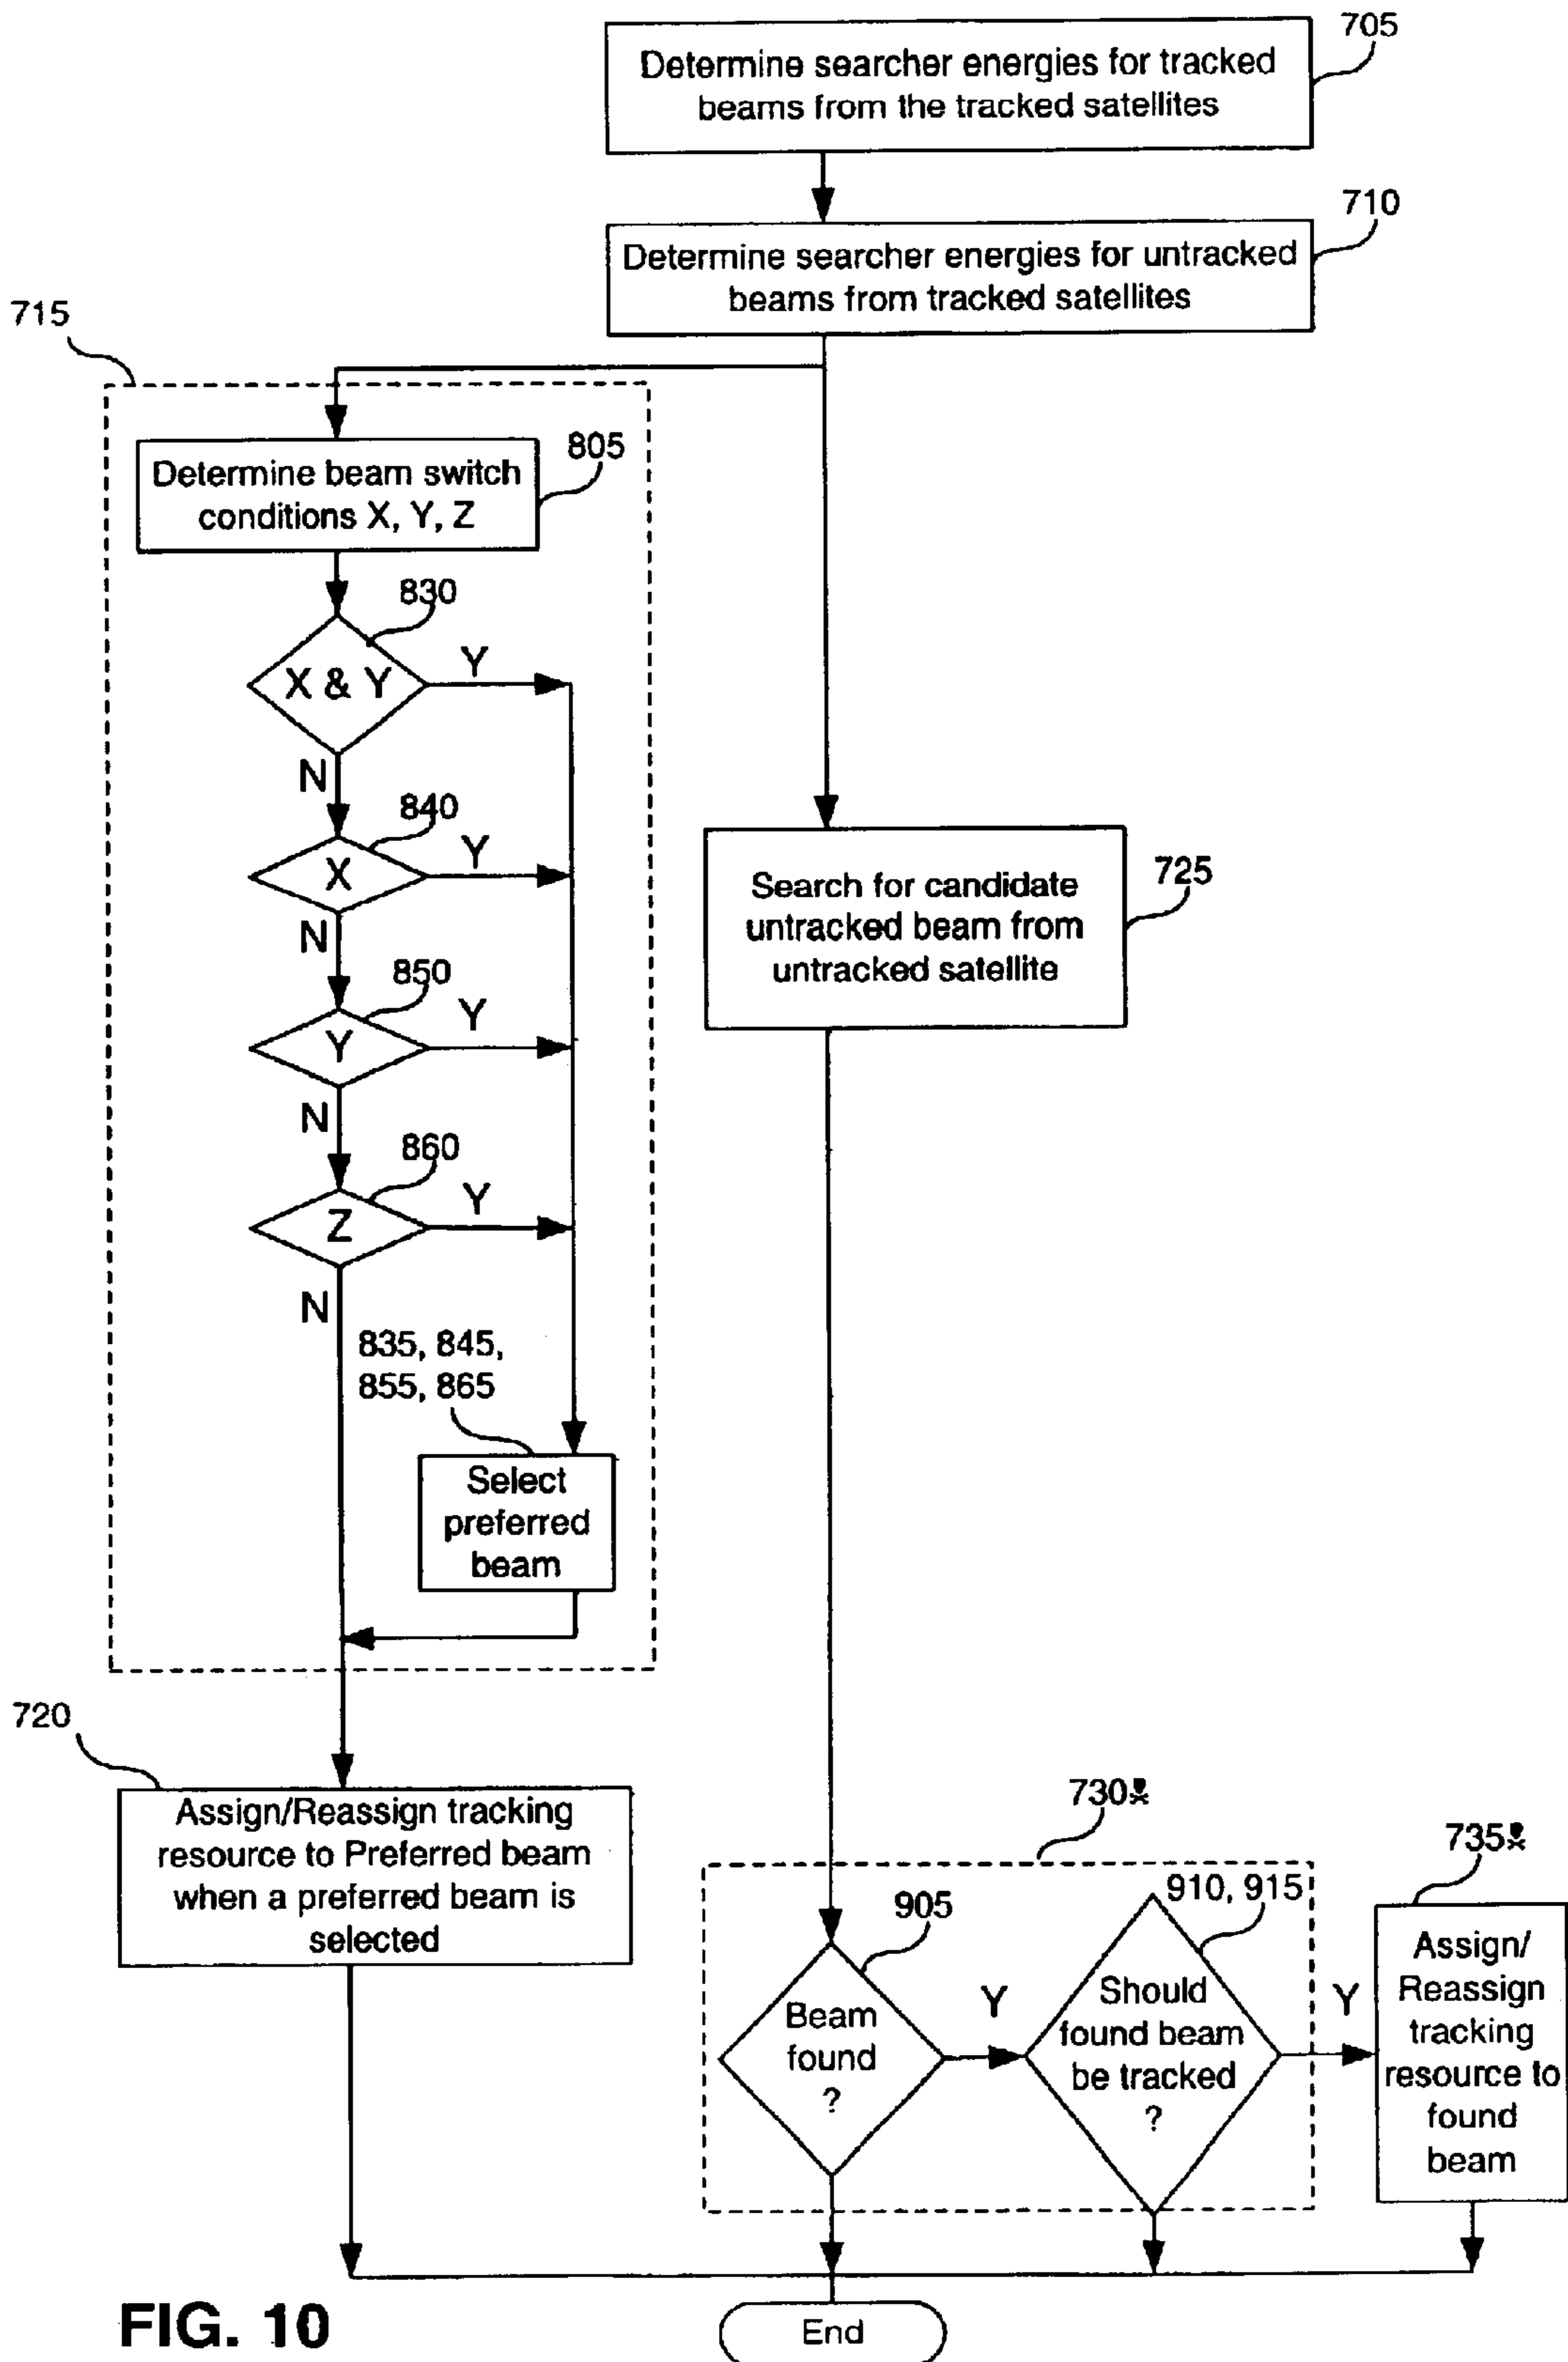 705
Determine searcher energies for tracked
beams from the tracked satellites
710
Determine searcher energies for untracked
beams from tracked satellites
715
805
Determine beam switch
conditions X, Y, Z
830
X & Y
Y
N
840
X
Y
N
850
Y
Y
N
860
Z
Y
N
835, 845,
855, 865
Select
preferred
beam
725
Search for candidate
untracked beam from
untracked satellite
720
Assign/Reassign tracking
resource to Preferred beam
when a preferred beam is
selected
730
905
Beam
found
?
Y
910, 915
Should
found beam
be tracked
?
Y
735
Assign/
Reassign
tracking
resource to
found
beam
End
FIG. 10